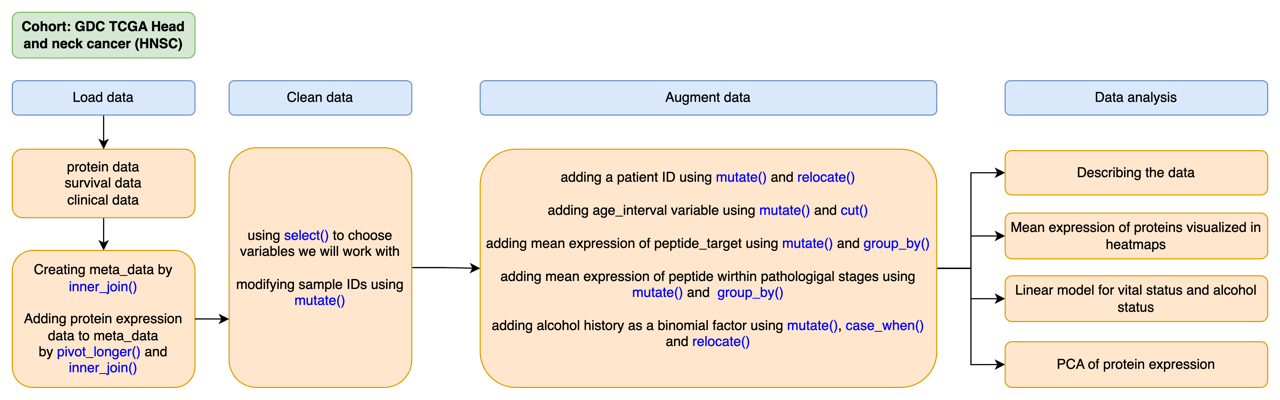 Cohort: GDC TCGA Head
and neck cancer (HNSC)
Load data
protein data
survival data
clinical data
Creating meta_data by
inner_join()
Adding protein expression
data to meta_data
by pivot_longer() and
inner_join()
Clean data
using select() to choose
variables we will work with
modifying sample IDs using
mutate()
Augment data
adding a patient ID using mutate() and relocate()
adding age_interval variable using mutate() and cut()
adding mean expression of peptide_target using mutate() and group_by()
adding mean expression of peptide wirthin pathologigal stages using
mutate() and group_by()
adding alcohol history as a binomial factor using mutate(), case_when()
and relocate()
Data analysis
Describing the data
Mean expression of proteins visualized in
heatmaps
Linear model for vital status and alcohol
status
PCA of protein expression